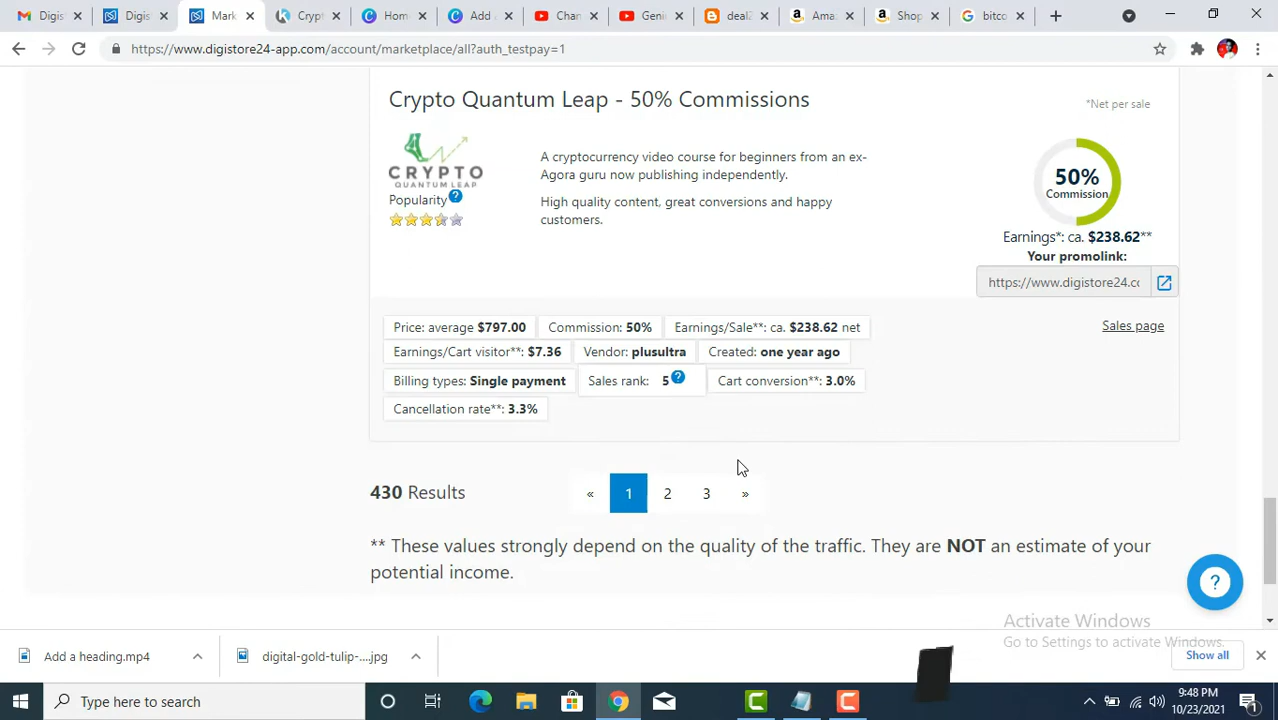 Gmail
Digis
Mark
Crypt
Home
Add a
Chan
Geni
deal2
Amaz
Shop
bitco
https://www.digistore24-app.com/account/marketplace/all?auth_testpay=1
Crypto Quantum Leap - 50% Commissions
*Net per sale
CRYPTO
QUANTUM LEAP
A cryptocurrency video course for beginners from an ex-
Agora guru now publishing independently.
High quality content, great conversions and happy
customers.
Popularity ?
50%
Commission
Earnings*: ca. $238.62**
Your promolink:
https://www.digistore24.cc
Price: average $797.00 Commission: 50% Earnings/Sale**: ca. $238.62 net
Sales page
Earnings/Cart visitor**: $7.36 Vendor: plusultra Created: one year ago
Billing types: Single payment Sales rank: 5 ? Cart conversion**: 3.0%
Cancellation rate**: 3.3%
430 Results
« 1 2 3 »
** These values strongly depend on the quality of the traffic. They are NOT an estimate of your
potential income.
?
Activate Windows
Go to Settings to activate Windows.
Add a heading.mp4
digital-gold-tulip-....jpg
Show all
Type here to search
9:48 PM
10/23/2021
1